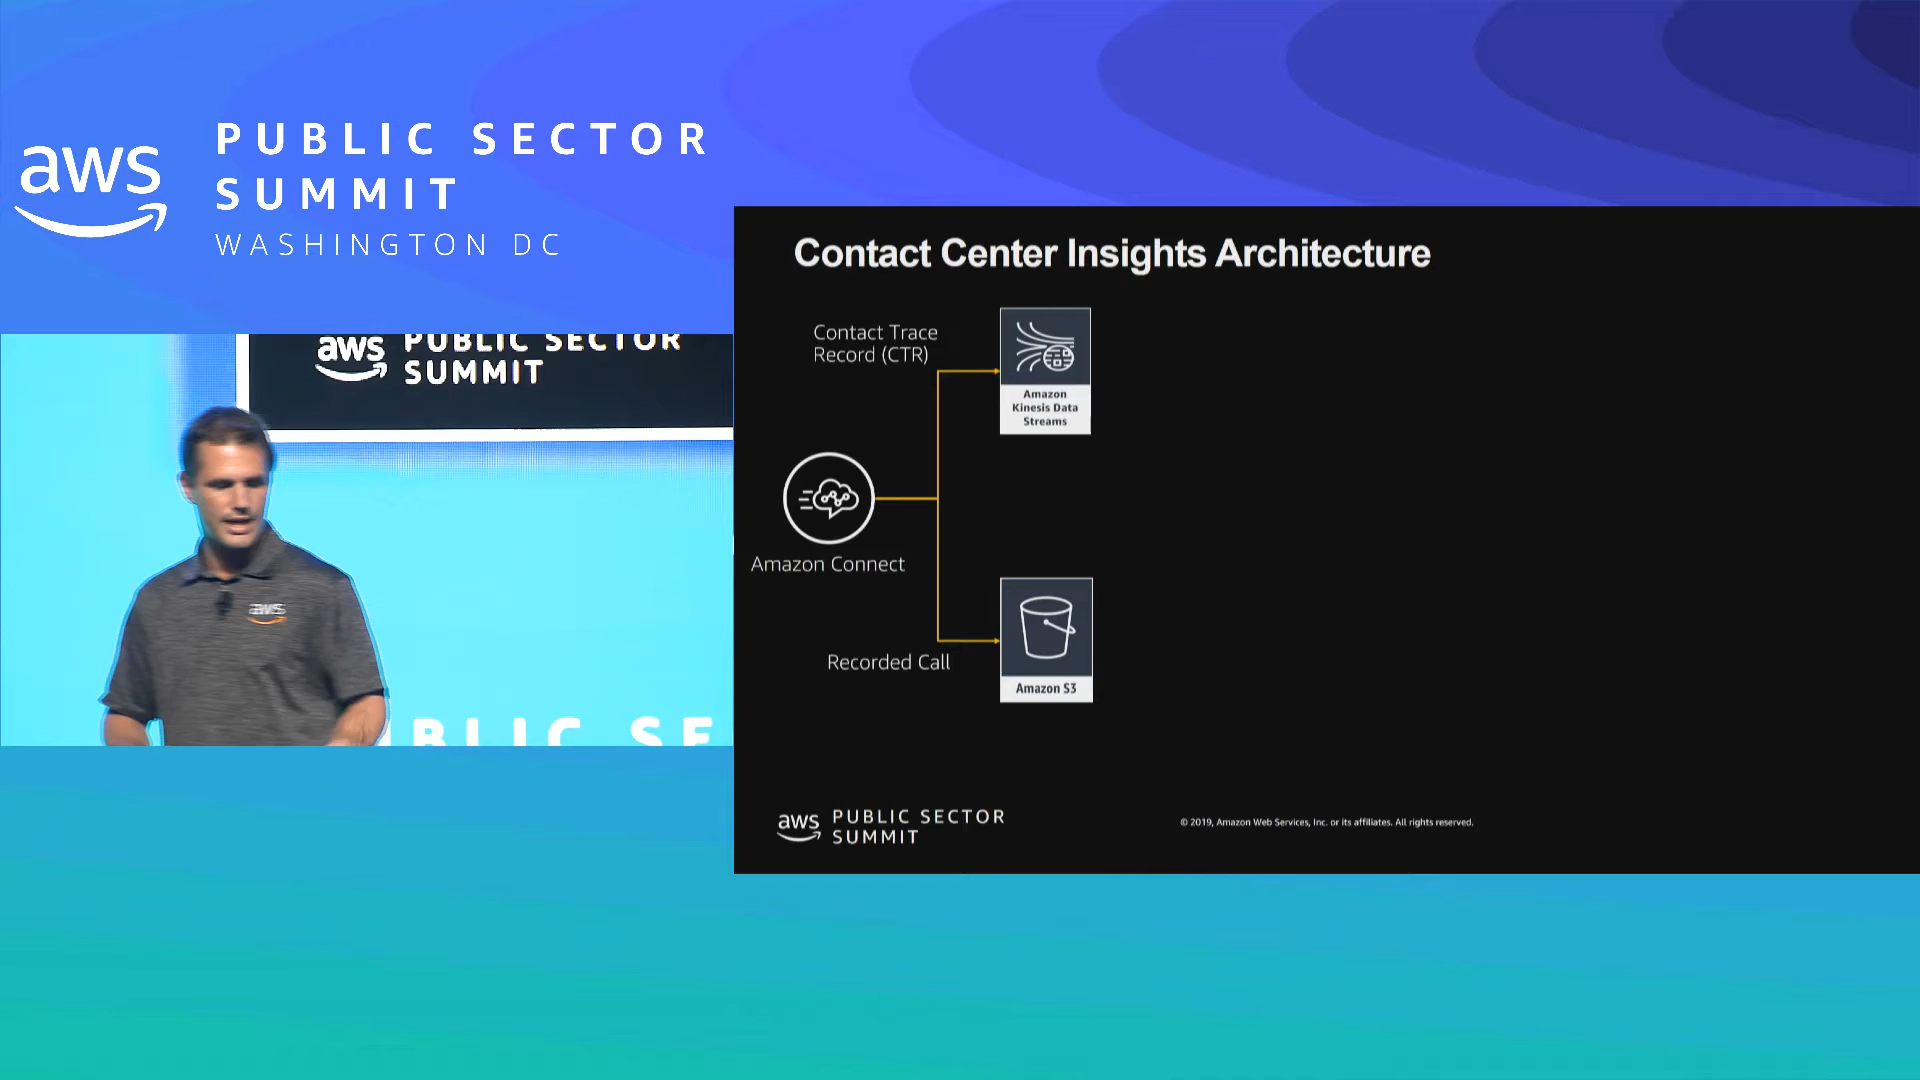 aws
PUBLIC SECTOR
SUMMIT
WASHINGTON DC
aws
PUBLIC SECTOR
SUMMIT
aws
BLIC SE
Contact Center Insights Architecture
Contact Trace
Record (CTR)
Amazon
Kinesis Data
Streams
Amazon Connect
Recorded Call
Amazon S3
aws
PUBLIC SECTOR
SUMMIT
© 2019, Amazon Web Services, Inc. or its affiliates. All rights reserved.